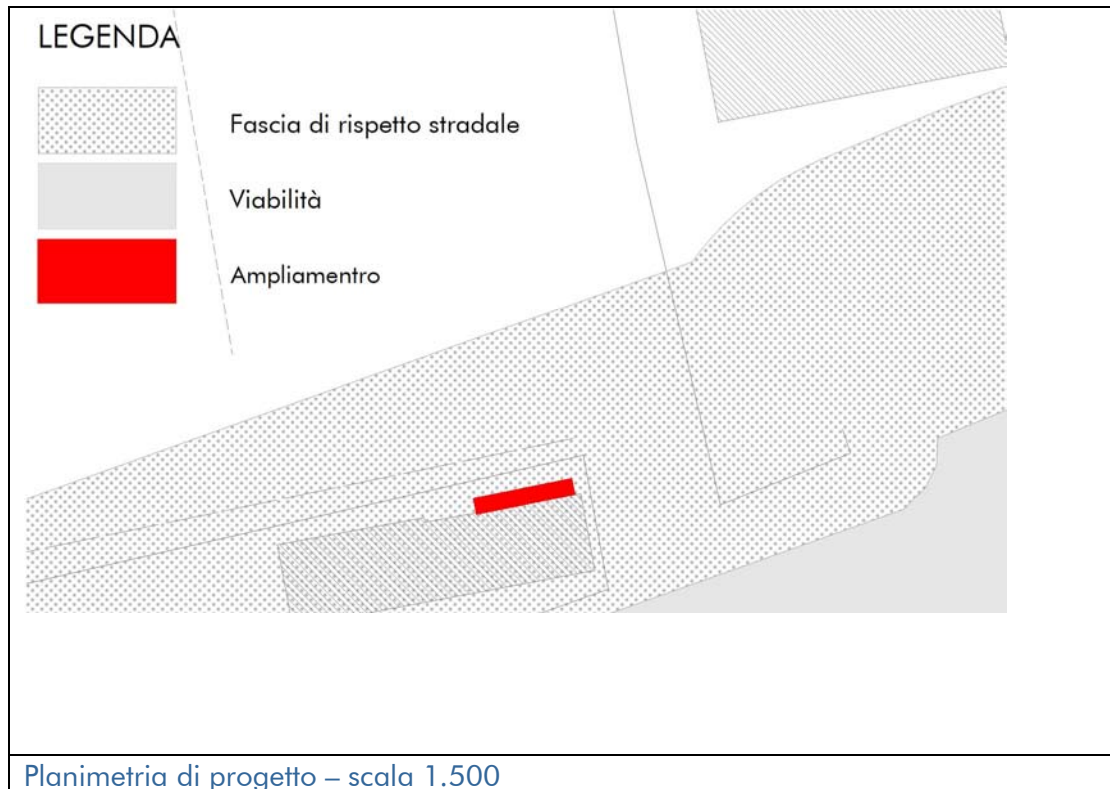 LEGENDA
Fascia di rispetto stradale
Viabilità
Ampliamentro
Planimetria di progetto – scala 1.500